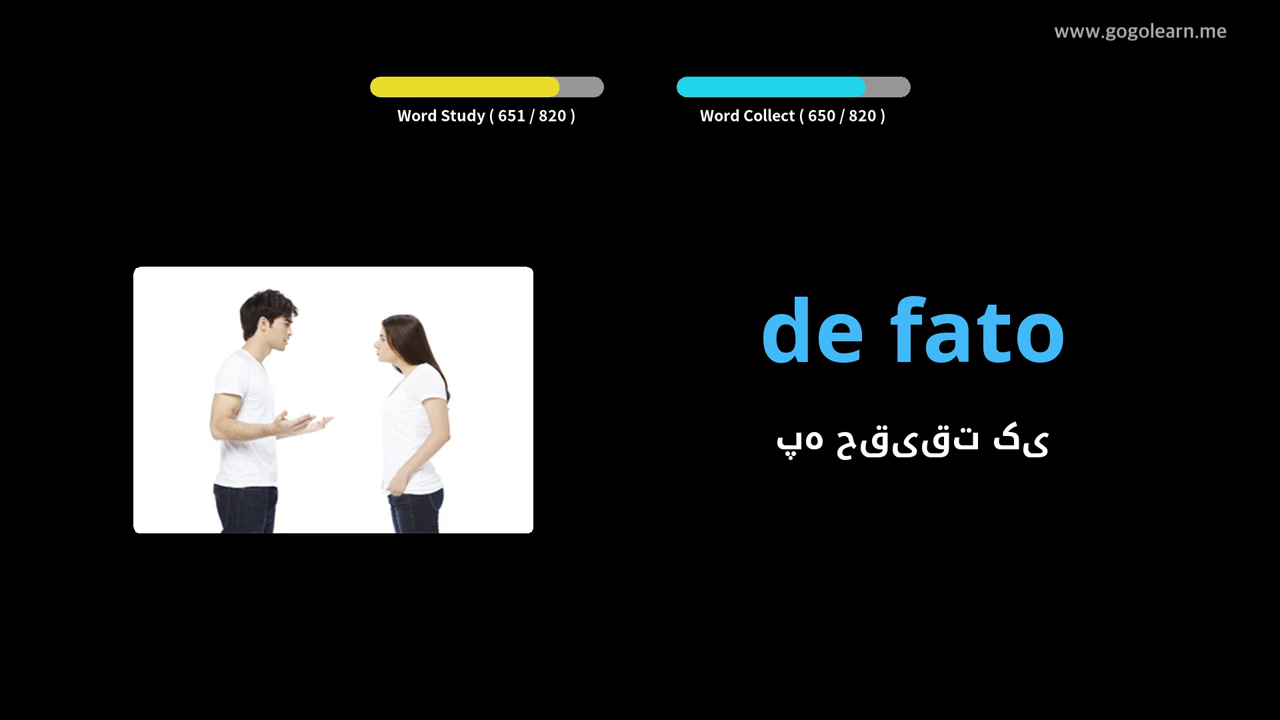 www.gogolearn.me
Word Study ( 651 / 820 )
Word Collect ( 650 / 820 )
de fato
په حقیقت کی